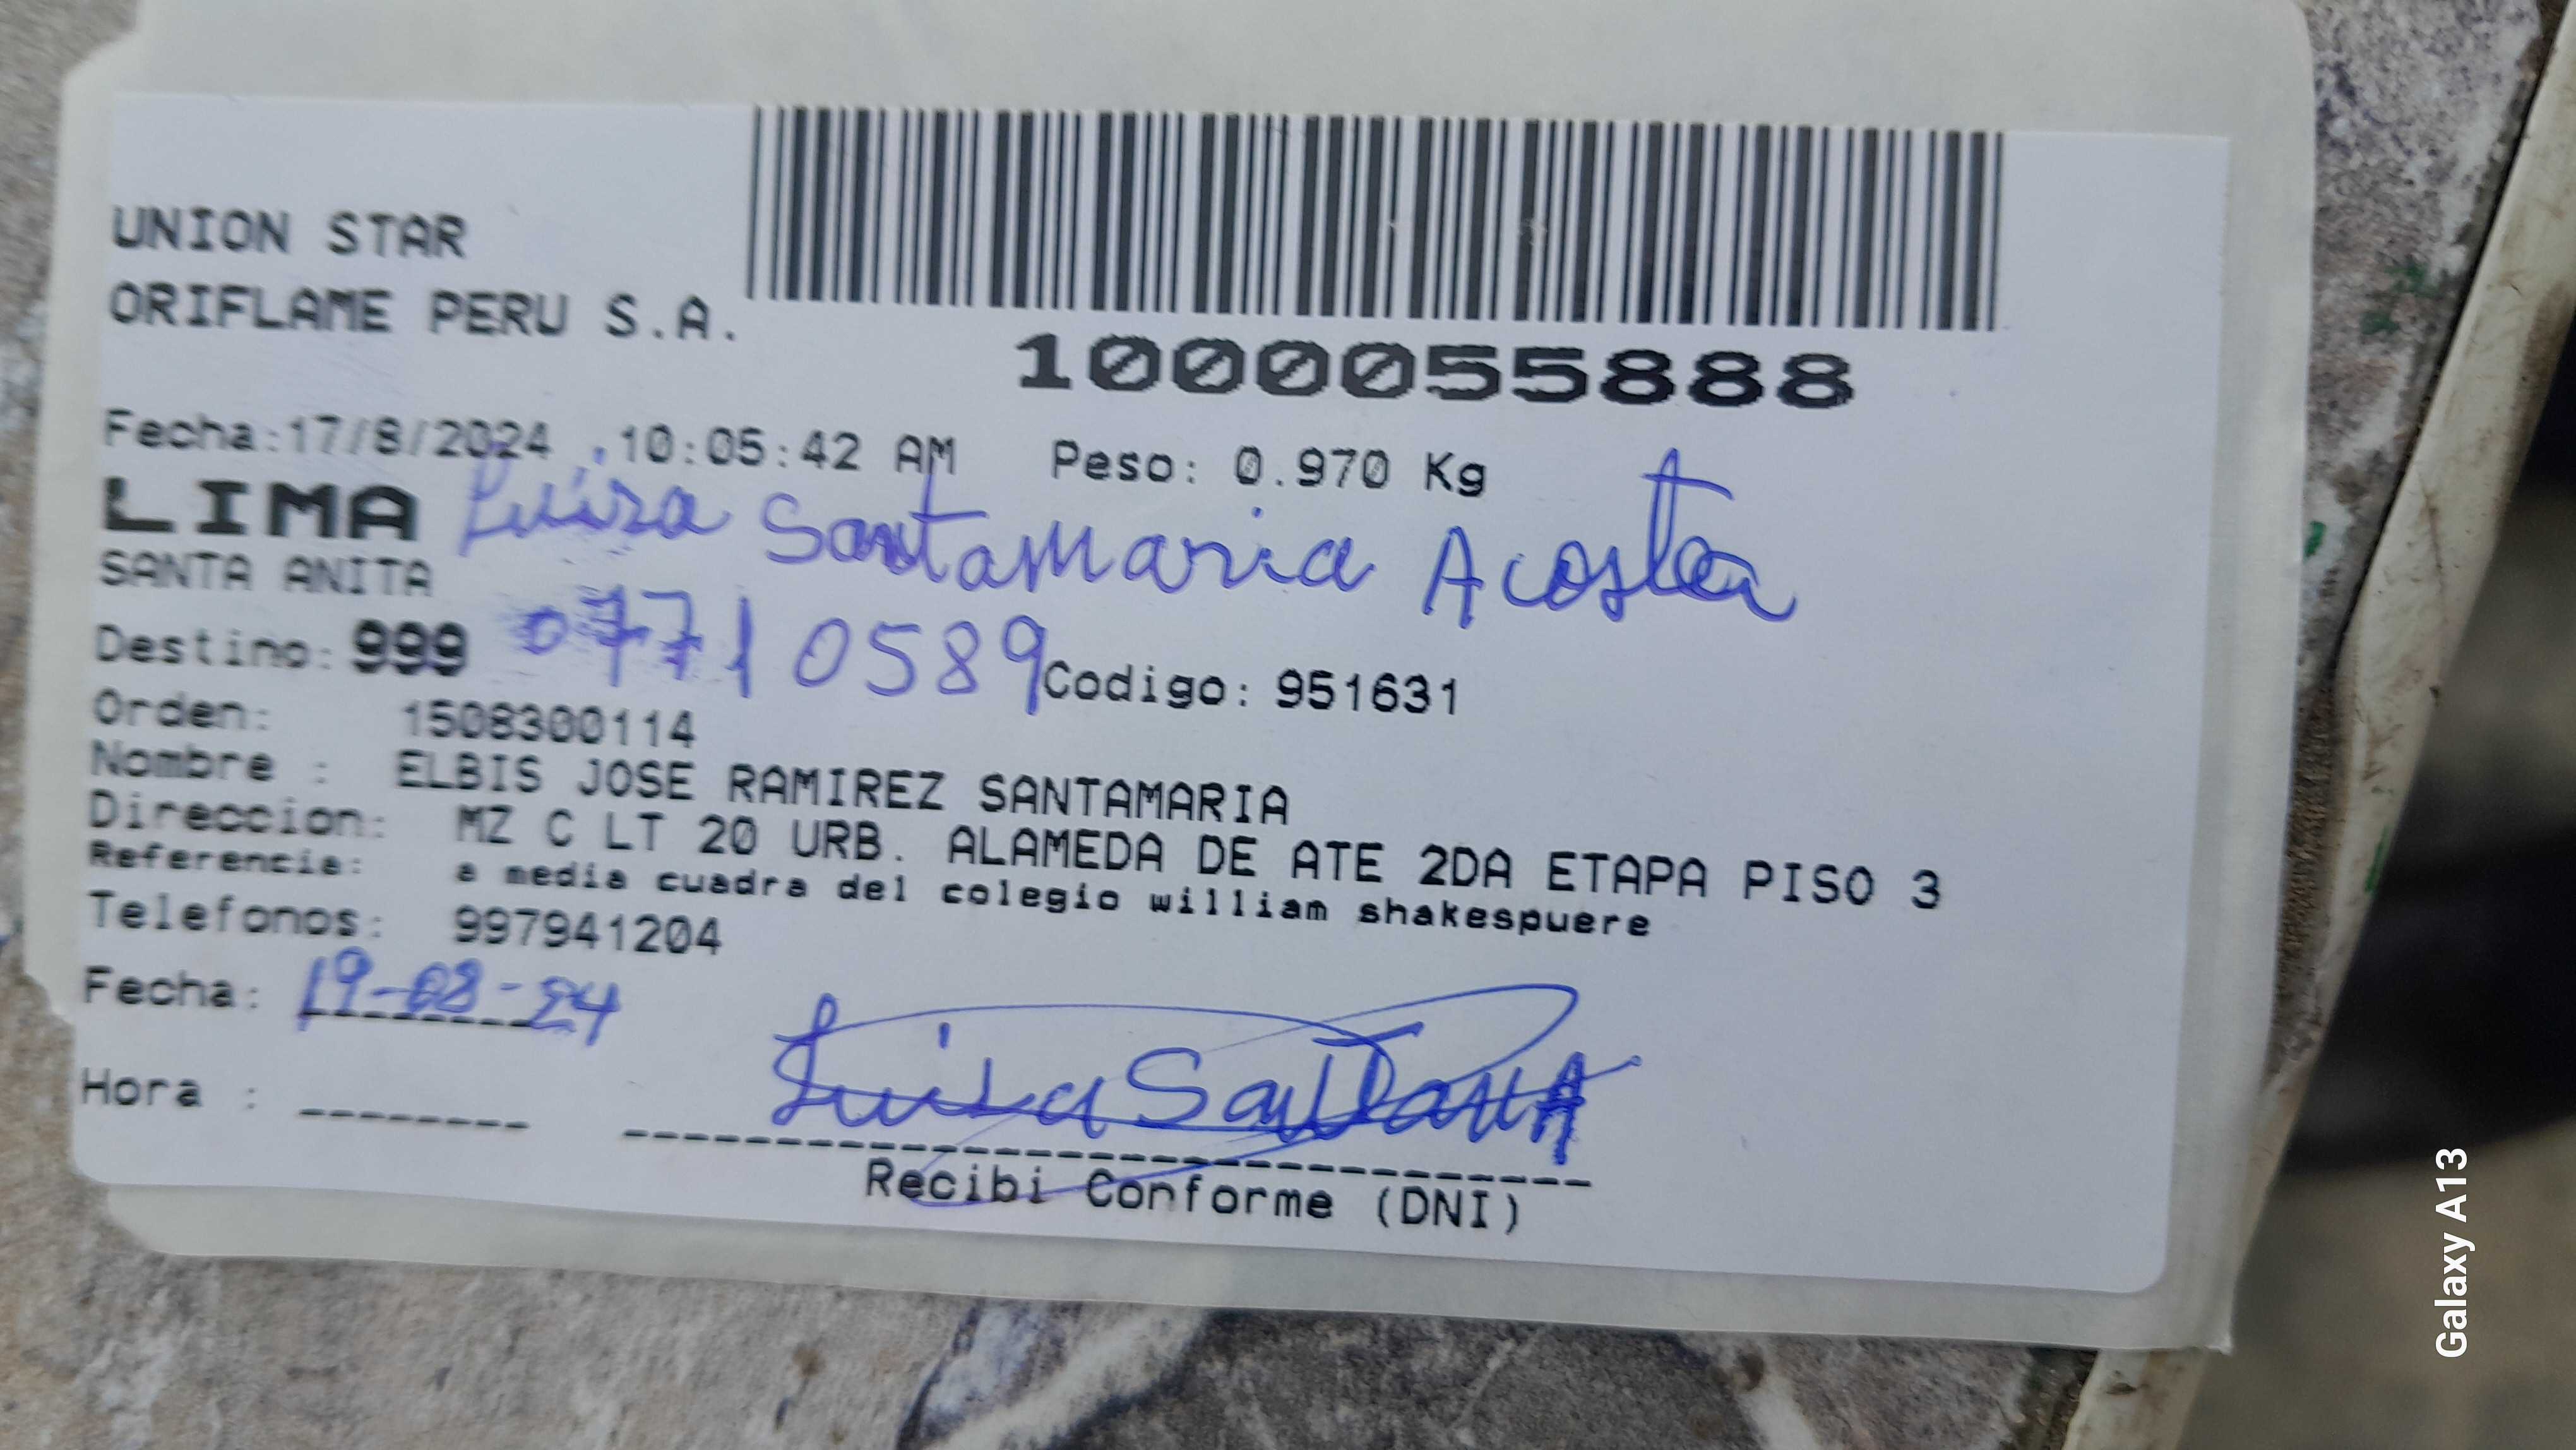 UNION STAR
ORIFLAME PERU S.A.
1000055888
Fecha:17/8/2024 10:05:42 AM Peso: 0.970 Kg
LIMA Luisa Santamaria Acosta
SANTA ANITA
Destino: 999 07710589 Codigo: 951631
Orden: 1508300114
Nombre : ELBIS JOSE RAMIREZ SANTAMARIA
Direccion: MZ C LT 20 URB. ALAMEDA DE ATE 2DA ETAPA PISO 3
Referencia: a media cuadra del colegio william shakespuere
Telefonos: 997941204
Fecha: 19-08-24
Luisa
Hora :
Recibi Conforme (DNI)
Galaxy A13